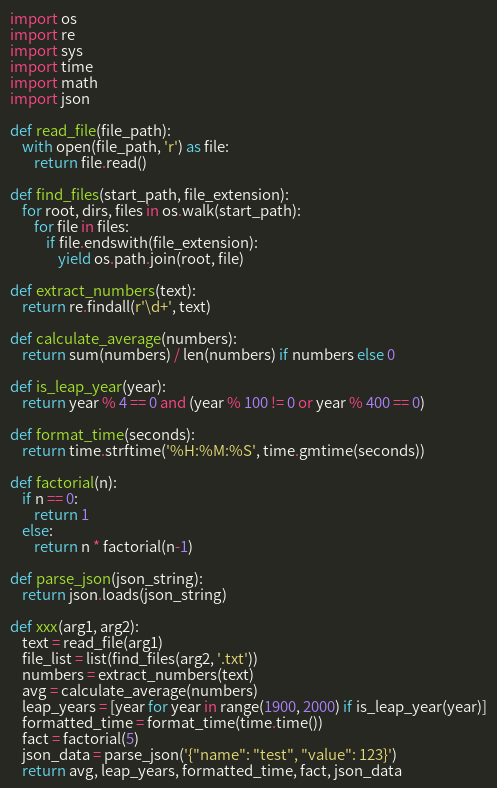 import os
import re
import sys
import time
import math
import json

def read_file(file_path):
    with open(file_path, 'r') as file:
        return file.read()

def find_files(start_path, file_extension):
    for root, dirs, files in os.walk(start_path):
        for file in files:
            if file.endswith(file_extension):
                yield os.path.join(root, file)

def extract_numbers(text):
    return re.findall(r'\d+', text)

def calculate_average(numbers):
    return sum(numbers) / len(numbers) if numbers else 0

def is_leap_year(year):
    return year % 4 == 0 and (year % 100 != 0 or year % 400 == 0)

def format_time(seconds):
    return time.strftime('%H:%M:%S', time.gmtime(seconds))

def factorial(n):
    if n == 0:
        return 1
    else:
        return n * factorial(n-1)

def parse_json(json_string):
    return json.loads(json_string)

def xxx(arg1, arg2):
    text = read_file(arg1)
    file_list = list(find_files(arg2, '.txt'))
    numbers = extract_numbers(text)
    avg = calculate_average(numbers)
    leap_years = [year for year in range(1900, 2000) if is_leap_year(year)]
    formatted_time = format_time(time.time())
    fact = factorial(5)
    json_data = parse_json('{"name": "test", "value": 123}')
    return avg, leap_years, formatted_time, fact, json_data